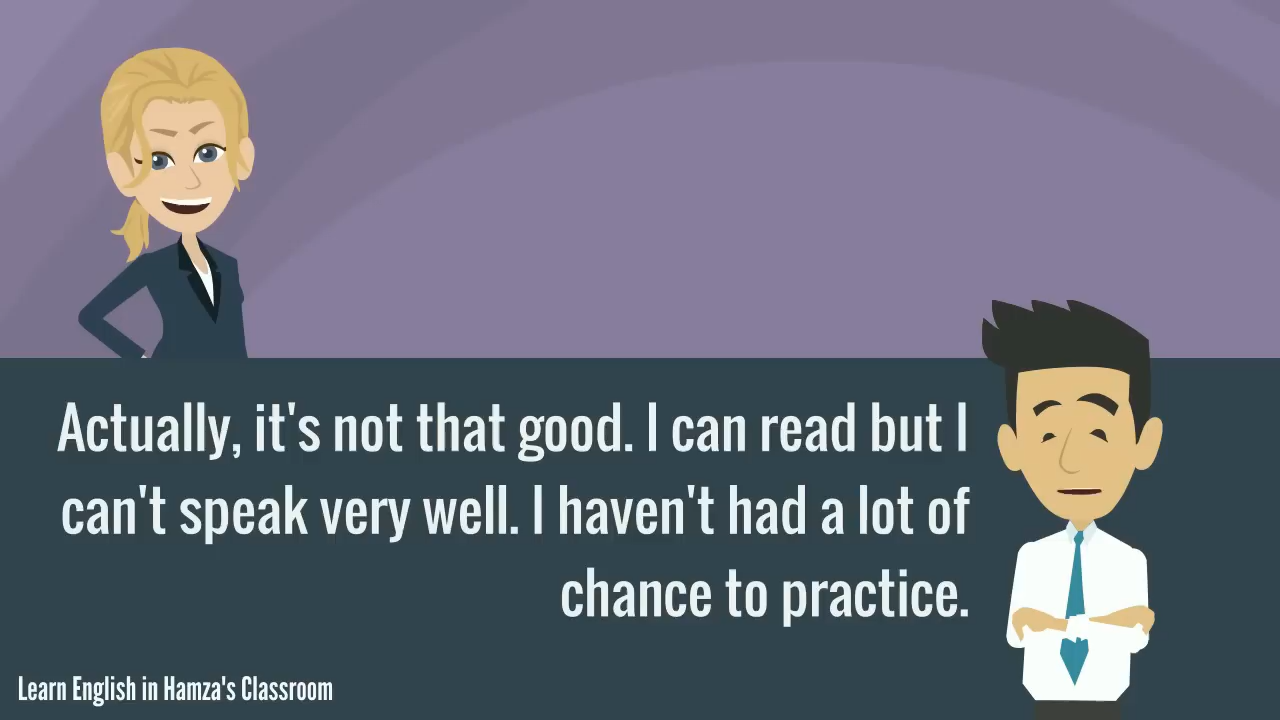 Actually, it's not that good. I can read but I
can't speak very well. I haven't had a lot of
chance to practice.
Learn English in Hamza's Classroom